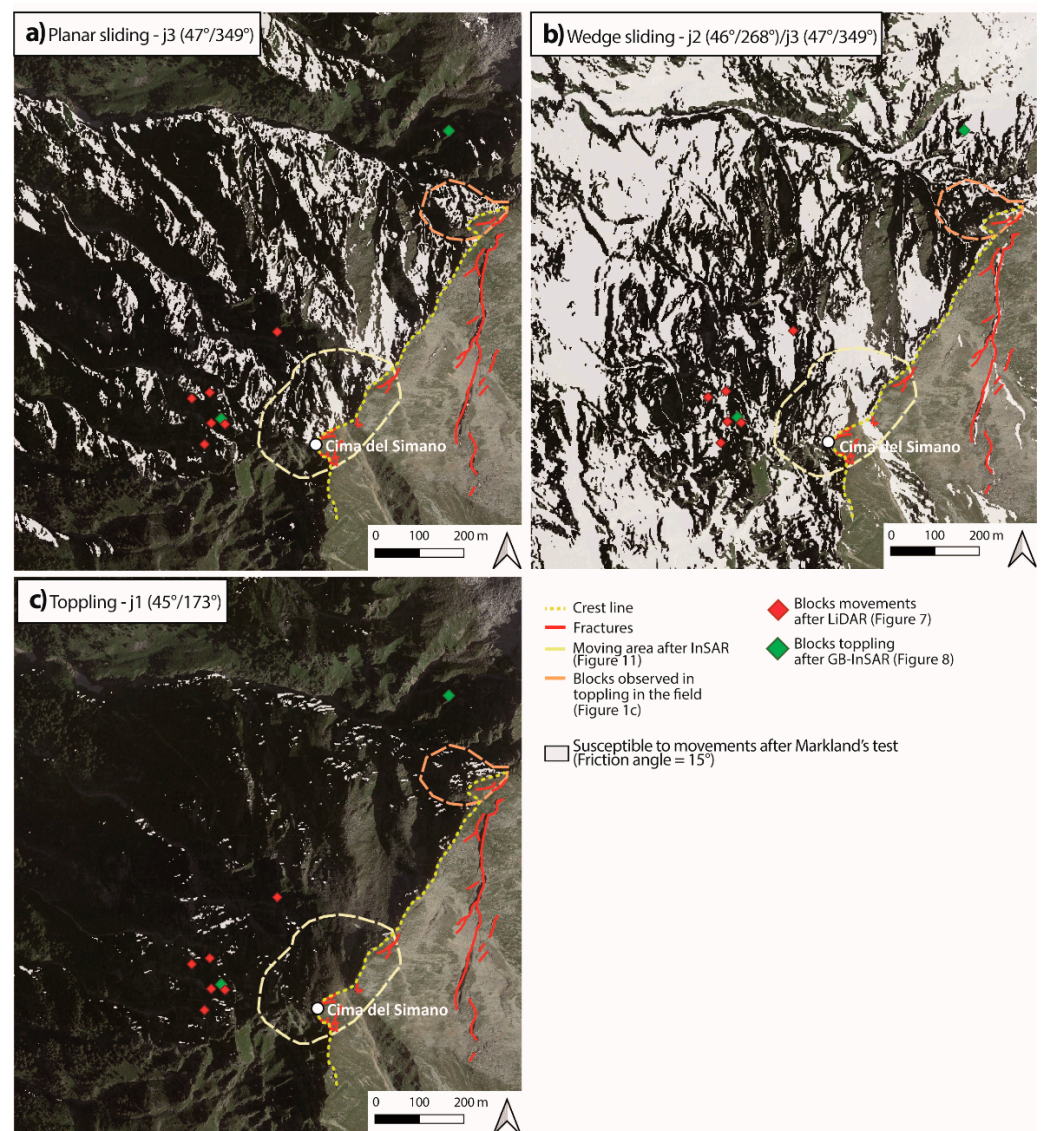 a) Planar sliding - j3 (47°/349°)
Cima del Simano
0 100 200 m
b) Wedge sliding - j2 (46°/268°)/j3 (47°/349°)
Cima del Simano
0 100 200 m
c) Toppling - j1 (45°/173°)
Cima del Simano
0 100 200 m
Crest line
Fractures
Moving area after InSAR
(Figure 11)
Blocks observed in
toppling in the field
(Figure 1c)
Blocks movements
after LiDAR (Figure 7)
Blocks toppling
after GB-InSAR (Figure 8)
Susceptible to movements after Markland's test
(Friction angle = 15°)